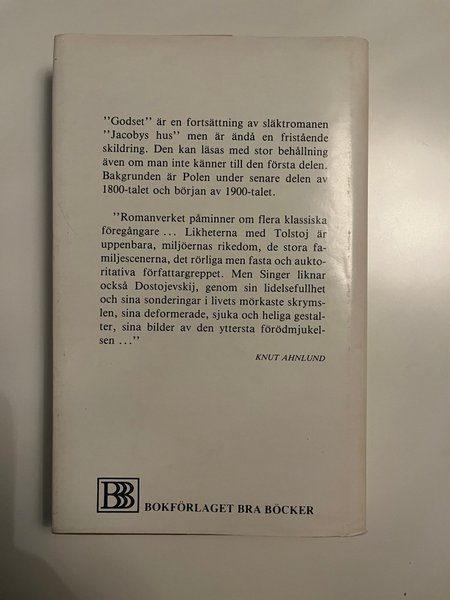 "Godset" är en fortsättning av släktromanen
"Jacobys hus" men är ändå en fristående
skildring. Den kan läsas med stor behållning
även om man inte känner till den första delen.
Bakgrunden är Polen under senare delen av
1800-talet och början av 1900-talet.
"Romanverket påminner om flera klassiska
föregångare ... Likheterna med Tolstoj är
uppenbara, miljöernas rikedom, de stora fa-
miljescenerna, det rörliga men fasta och aukto-
ritativa författargreppet. Men Singer liknar
också Dostojevskij, genom sin lidelsefullhet
och sina sonderingar i livets mörkaste skryms-
len, sina deformerade, sjuka och heliga gestal-
ter, sina bilder av den yttersta förödmjukel-
sen ..."
KNUT AHNLUND
BBB BOKFÖRLAGET BRA BÖCKER